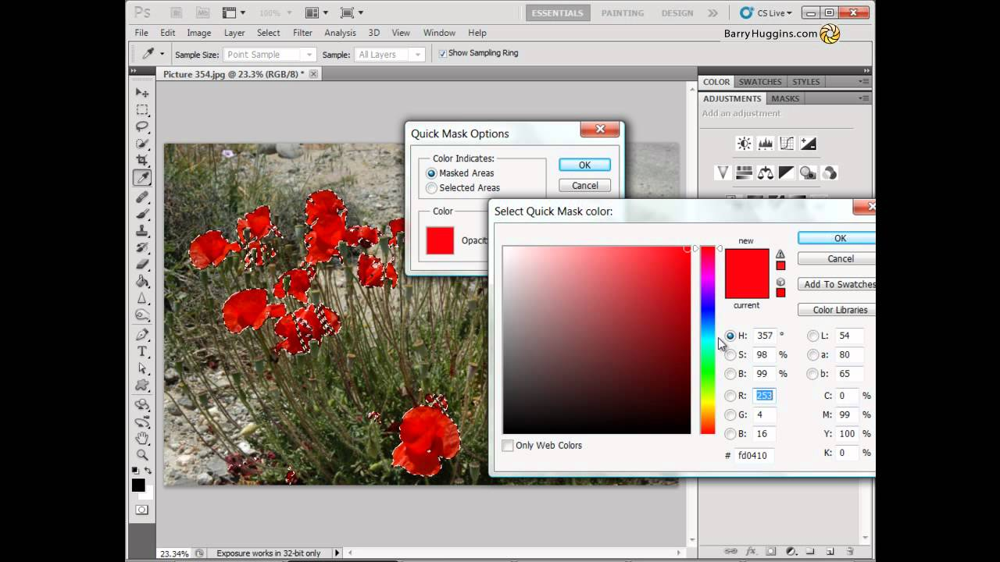 Ps Br Mb 100% ESSENTIALS PAINTING DESIGN CS Live
File Edit Image Layer Select Filter Analysis 3D View Window Help
BarryHuggins.com
Sample Size: Point Sample Sample: All Layers Show Sampling Ring
Picture 354.jpg @ 23.3% (RGB/8) *
COLOR SWATCHES STYLES
ADJUSTMENTS MASKS
Add an adjustment
Quick Mask Options
Color Indicates:
Masked Areas
Selected Areas
OK
Cancel
Color
Opacit
Select Quick Mask color:
new
current
OK
Cancel
Add To Swatches
Color Libraries
H: 357 ° L: 54
S: 98 % a: 80
B: 99 % b: 65
R: 253 C: 0 %
G: 4 M: 99 %
B: 16 Y: 100 %
# fd0410 K: 0 %
Only Web Colors
T
23.34% Exposure works in 32-bit only
fx